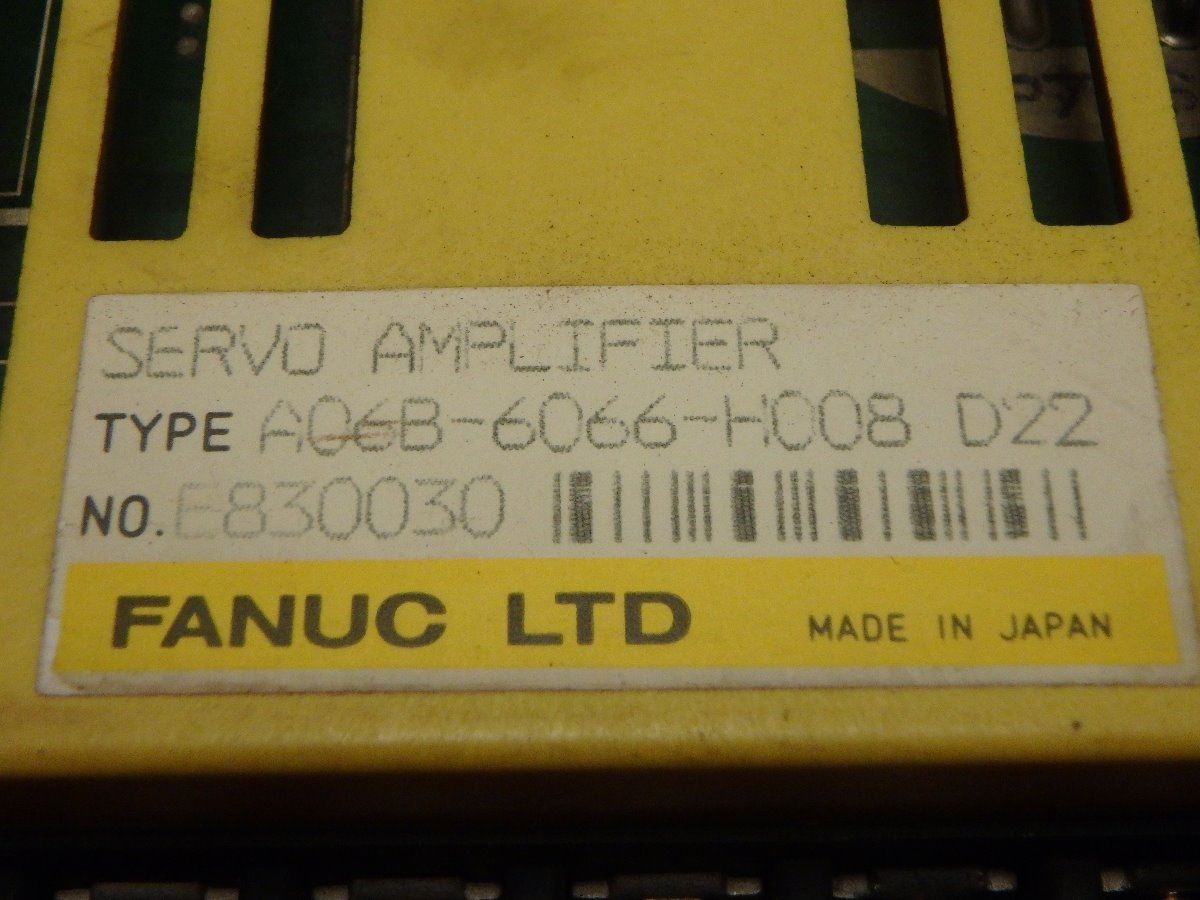 SERVO AMPLIFIER
TYPE A06B-6066-H008 D22
NO. E830030
FANUC LTD MADE IN JAPAN